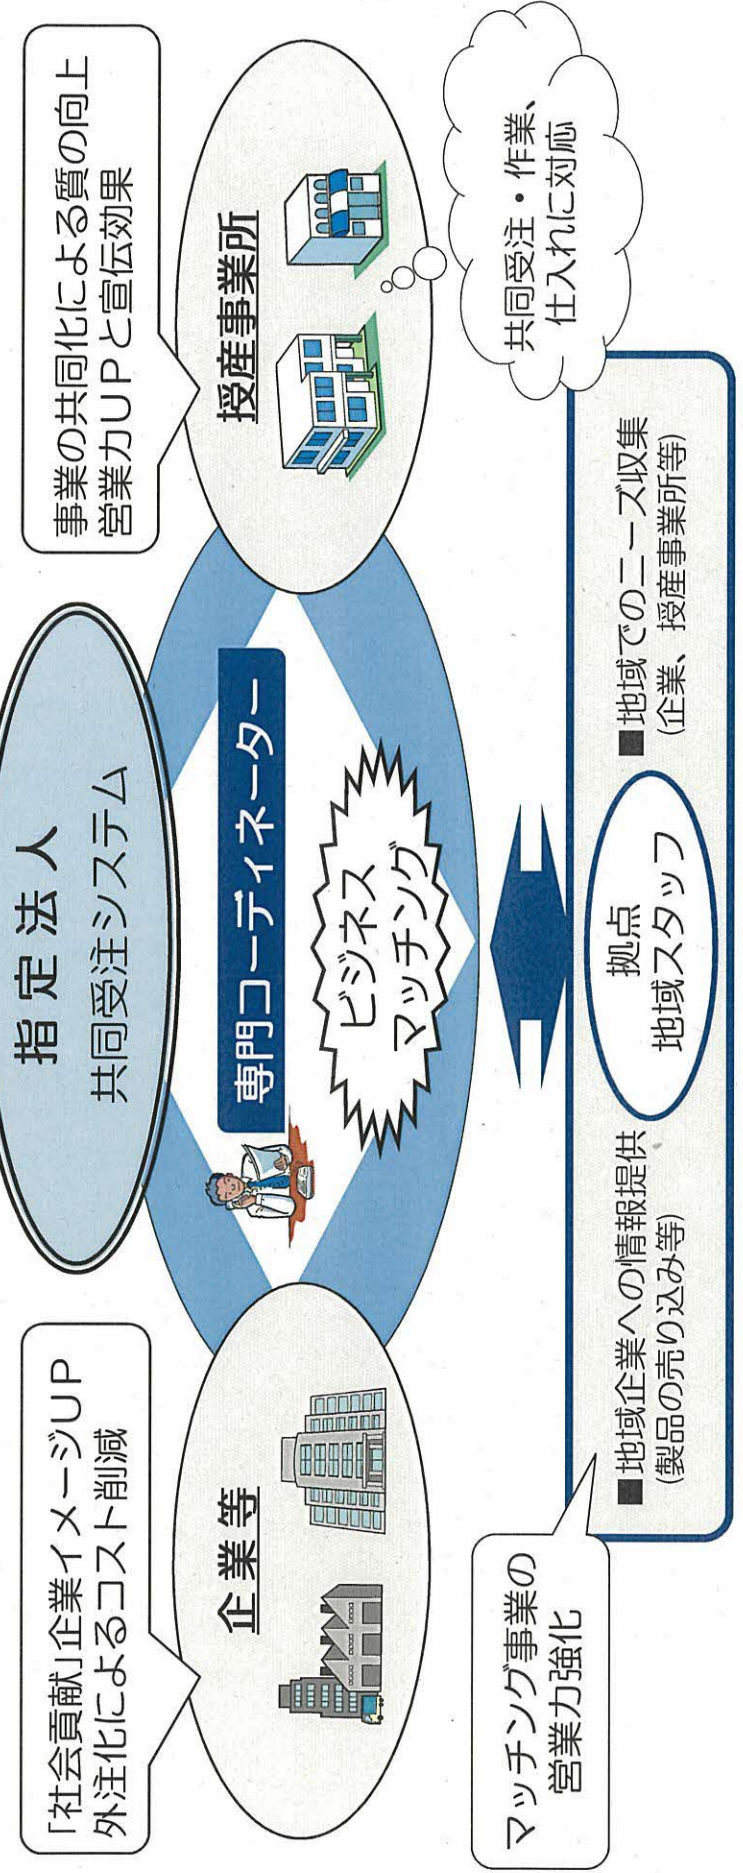 指定法人
共同受注システム
「社会貢献」企業イメージUP
外注化によるコスト削減
事業の共同化による質の向上
営業力UPと宣伝効果
企業等
専門コーディネーター
ビジネス
マッチング
授産事業所
共同受注・作業、
仕入れに対応
マッチング事業の
営業力強化
■地域企業への情報提供
(製品の売り込み等)
拠点
地域スタッフ
■地域でのニーズ収集
(企業、授産事業所等)